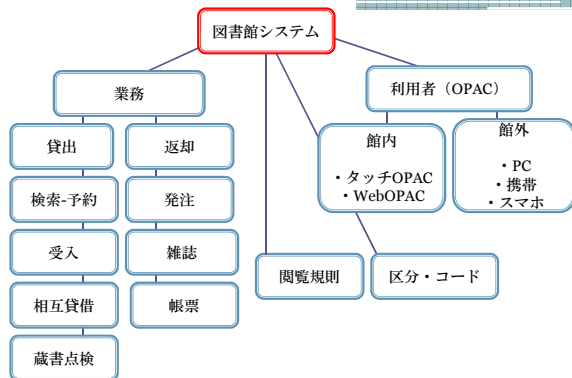 図書館システム
業務
利用者（OPAC）
貸出
返却
館内
・タッチOPAC
・WebOPAC
館外
・PC
・携帯
・スマホ
検索-予約
発注
受入
雑誌
閲覧規則
区分・コード
相互貸借
帳票
蔵書点検